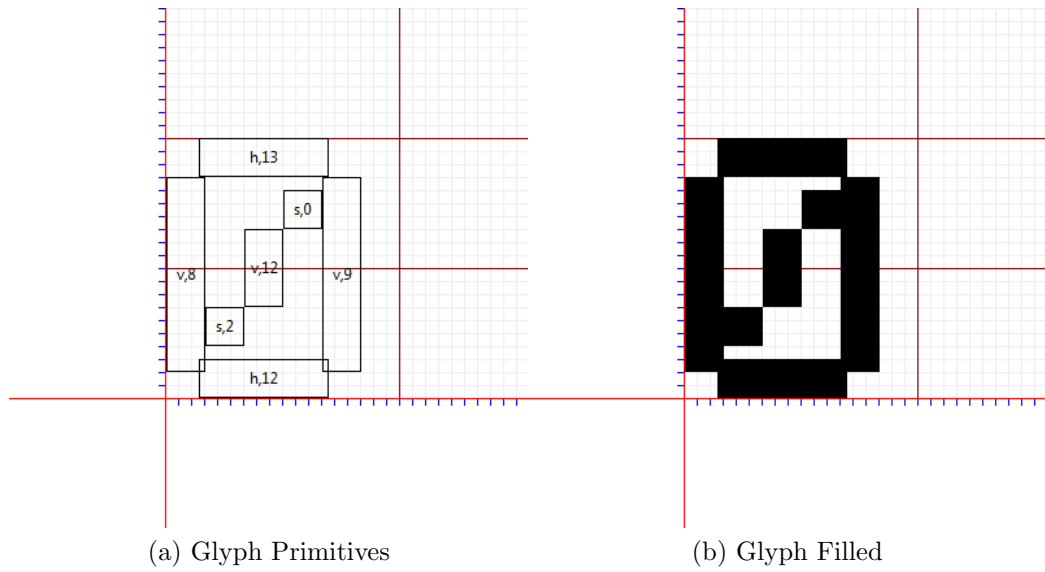 h,13
s,0
v,8 v,12 v,9
s,2
h,12
(a) Glyph Primitives (b) Glyph Filled